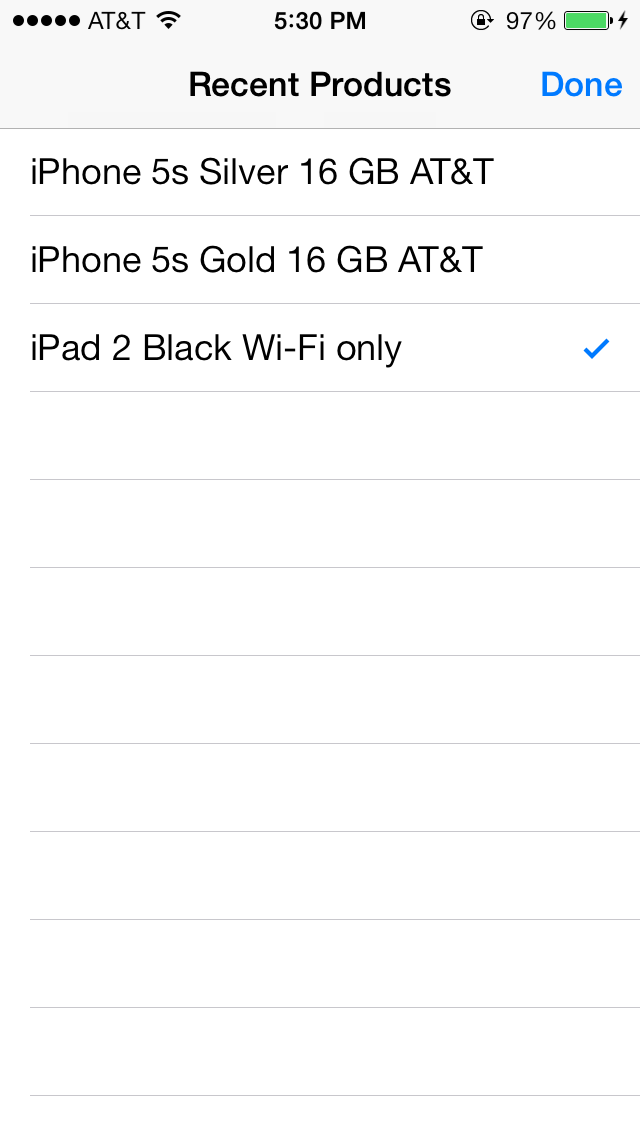 AT&T 5:30 PM 97%
Recent Products Done
iPhone 5s Silver 16 GB AT&T
iPhone 5s Gold 16 GB AT&T
iPad 2 Black Wi-Fi only